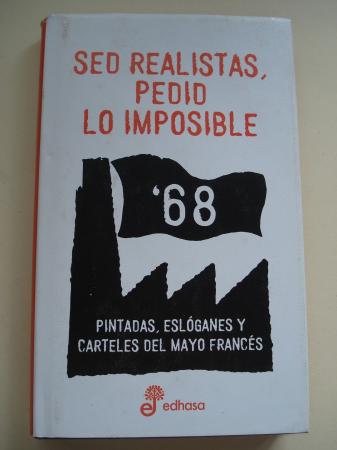 SED REALISTAS,
PEDID
LO IMPOSIBLE
'68
PINTADAS, ESLÓGANES Y
CARTELES DEL MAYO FRANCÉS
edhasa